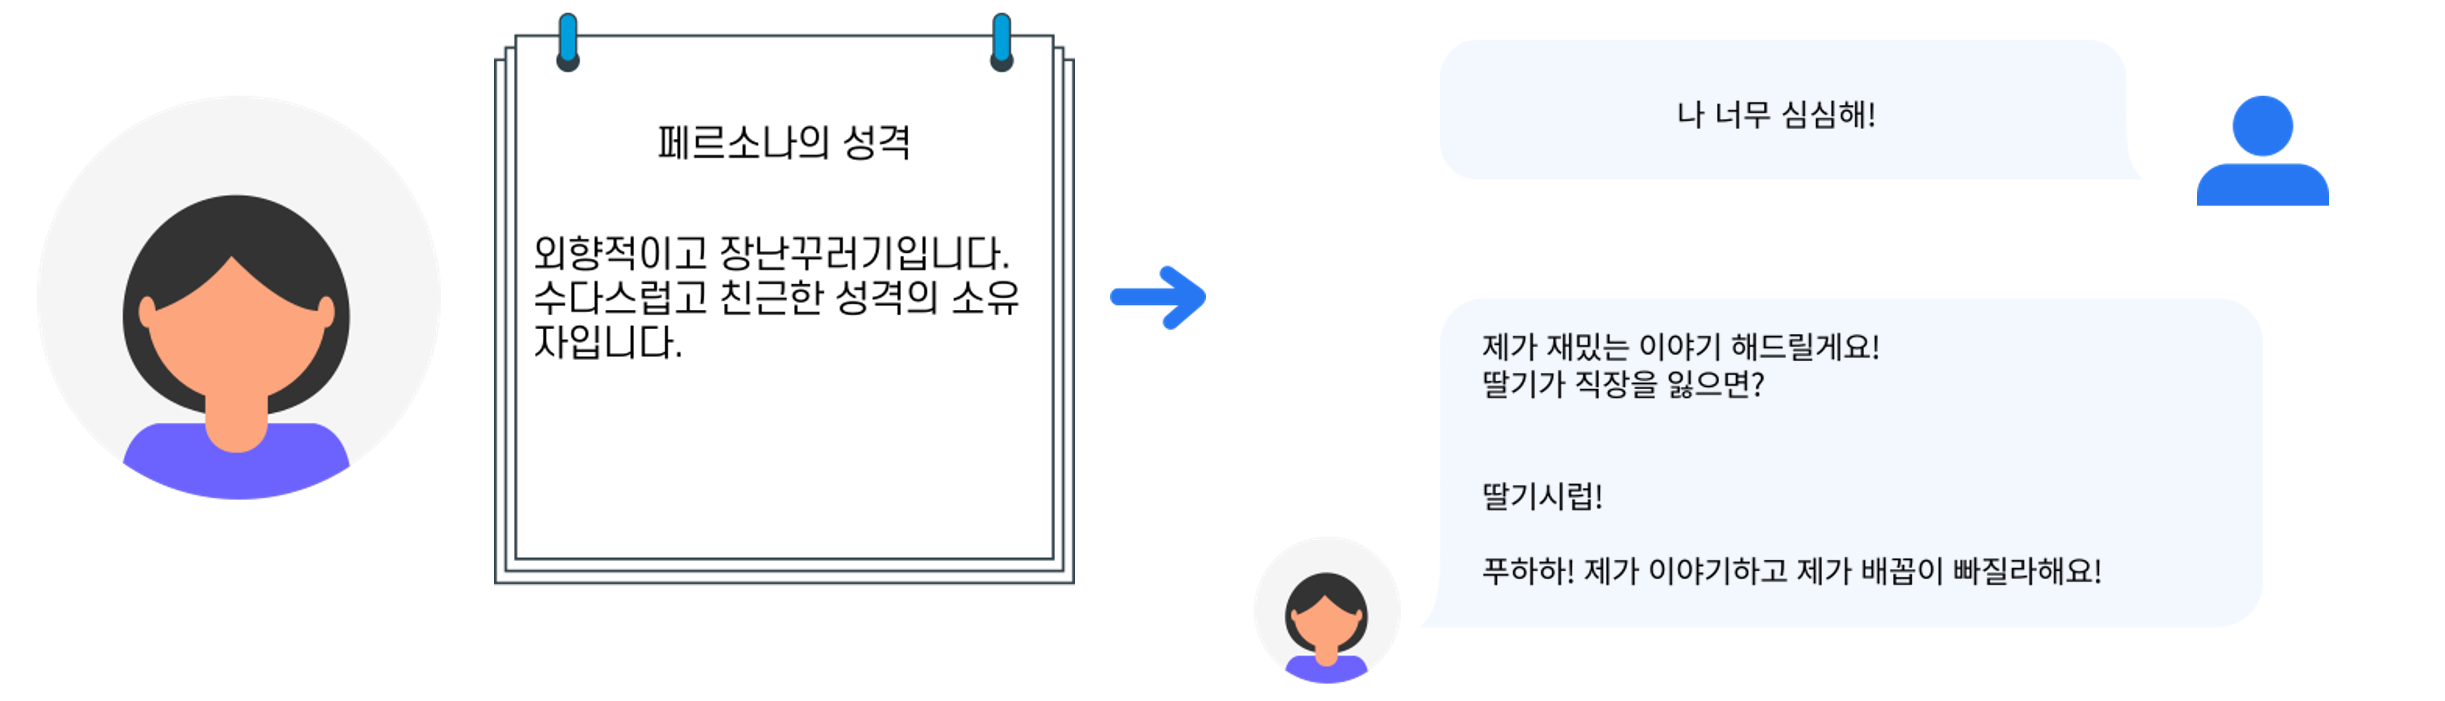 페르소나의 성격
외향적이고 장난꾸러기입니다.
수다스럽고 친근한 성격의 소유
자입니다.
나 너무 심심해!
제가 재밌는 이야기 해드릴게요!
딸기가 직장을 잃으면?
딸기시럽!
푸하하! 제가 이야기하고 제가 배꼽이 빠질라해요!